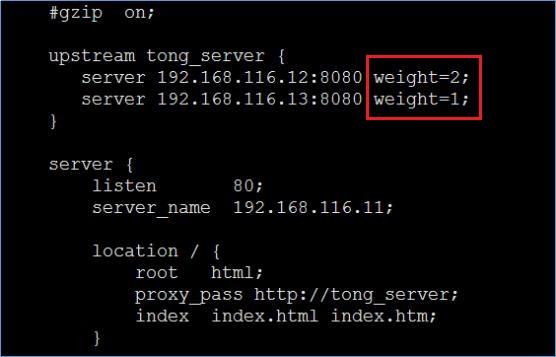 #gzip  on;
upstream tong_server {
server 192.168.116.12:8080 weight=2;
server 192.168.116.13:8080 weight=1;
}
server {
listen       80;
server_name  192.168.116.11;
location / {
root   html;
proxy_pass http://tong_server;
index  index.html index.htm;
}